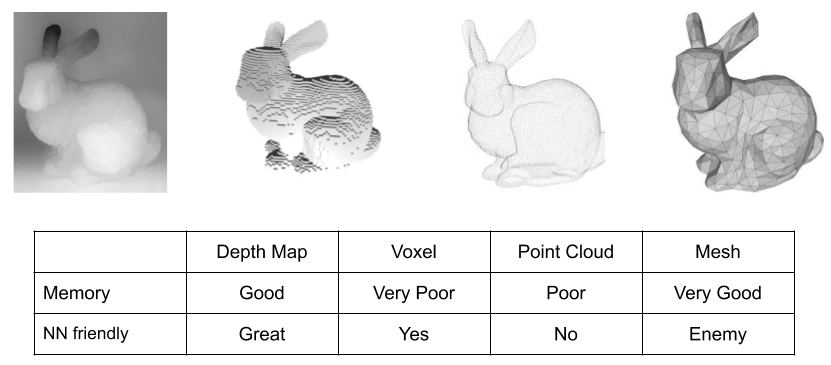 Depth Map Voxel Point Cloud Mesh
Memory Good Very Poor Poor Very Good
NN friendly Great Yes No Enemy